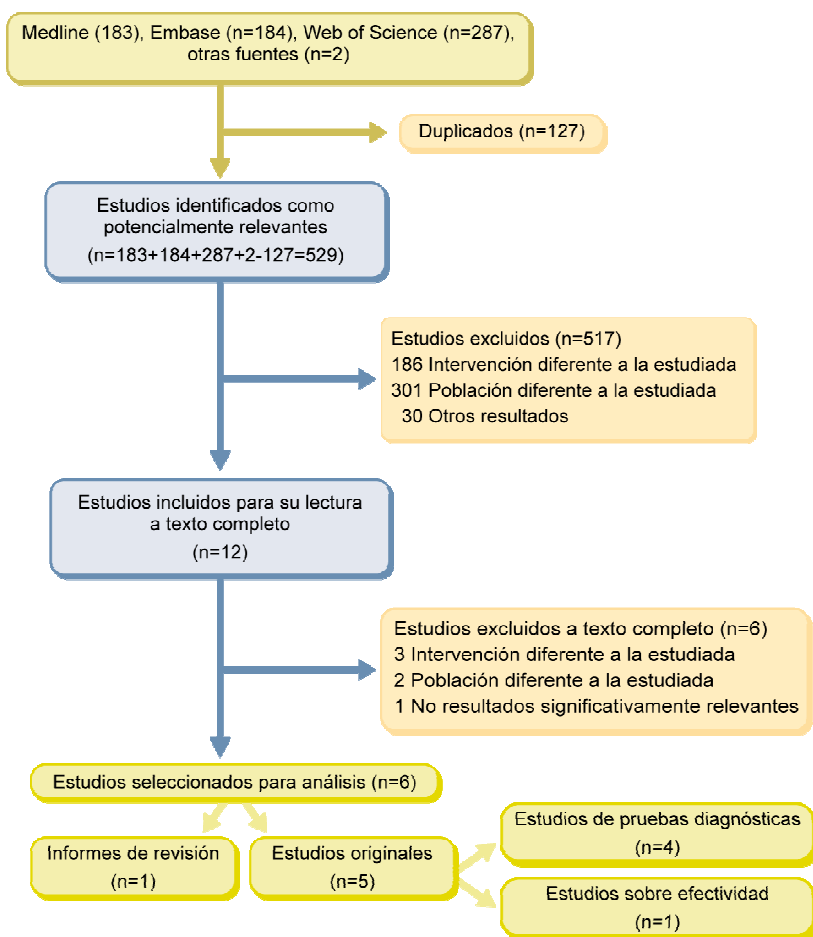 Medline (183), Embase (n=184), Web of Science (n=287),
otras fuentes (n=2)
Duplicados (n=127)
Estudios identificados como
potencialmente relevantes
(n=183+184+287+2-127=529)
Estudios excluidos (n=517)
186 Intervención diferente a la estudiada
301 Población diferente a la estudiada
30 Otros resultados
Estudios incluidos para su lectura
a texto completo
(n=12)
Estudios excluidos a texto completo (n=6)
3 Intervención diferente a la estudiada
2 Población diferente a la estudiada
1 No resultados significativamente relevantes
Estudios seleccionados para análisis (n=6)
Informes de revisión
(n=1)
Estudios originales
(n=5)
Estudios de pruebas diagnósticas
(n=4)
Estudios sobre efectividad
(n=1)